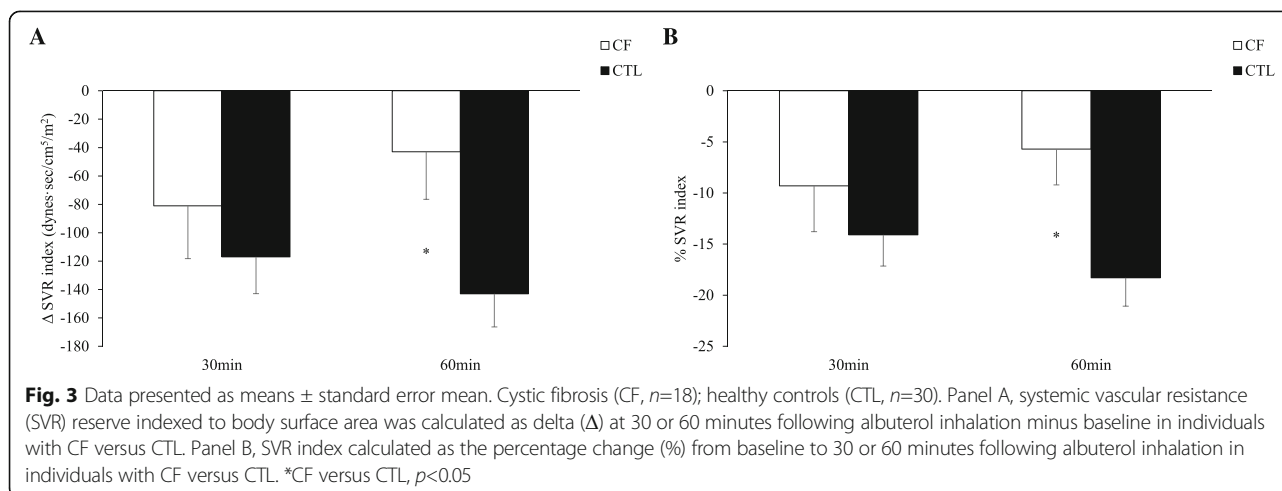 A
CF
CTL
0
-20
-40
-60
-80
-100
-120
-140
-160
-180
Δ SVR index (dynes·sec/cm⁵/m²)
*
30min
60min
B
CF
CTL
0
-5
-10
-15
-20
-25
% SVR index
*
30min
60min
Fig. 3 Data presented as means ± standard error mean. Cystic fibrosis (CF, n=18); healthy controls (CTL, n=30). Panel A, systemic vascular resistance
(SVR) reserve indexed to body surface area was calculated as delta (Δ) at 30 or 60 minutes following albuterol inhalation minus baseline in individuals
with CF versus CTL. Panel B, SVR index calculated as the percentage change (%) from baseline to 30 or 60 minutes following albuterol inhalation in
individuals with CF versus CTL. *CF versus CTL, p<0.05